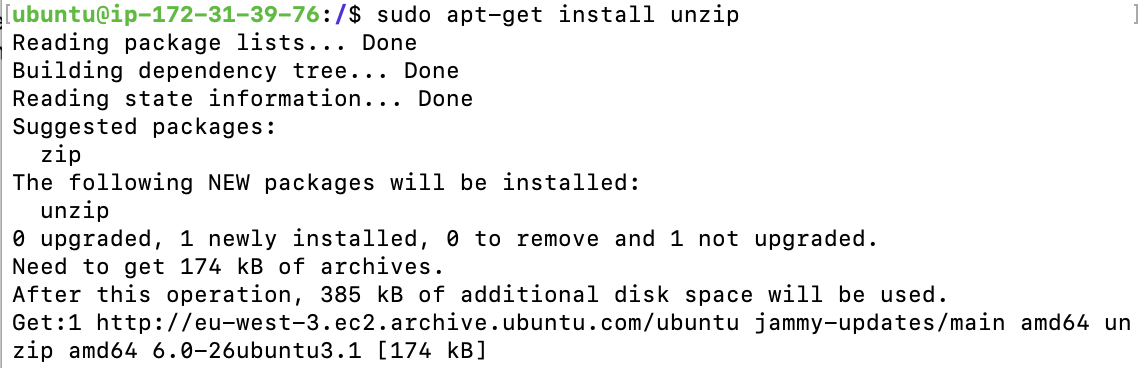 [ubuntu@ip-172-31-39-76:/$ sudo apt-get install unzip ]
Reading package lists... Done
Building dependency tree... Done
Reading state information... Done
Suggested packages:
  zip
The following NEW packages will be installed:
  unzip
0 upgraded, 1 newly installed, 0 to remove and 1 not upgraded.
Need to get 174 kB of archives.
After this operation, 385 kB of additional disk space will be used.
Get:1 http://eu-west-3.ec2.archive.ubuntu.com/ubuntu jammy-updates/main amd64 un
zip amd64 6.0-26ubuntu3.1 [174 kB]